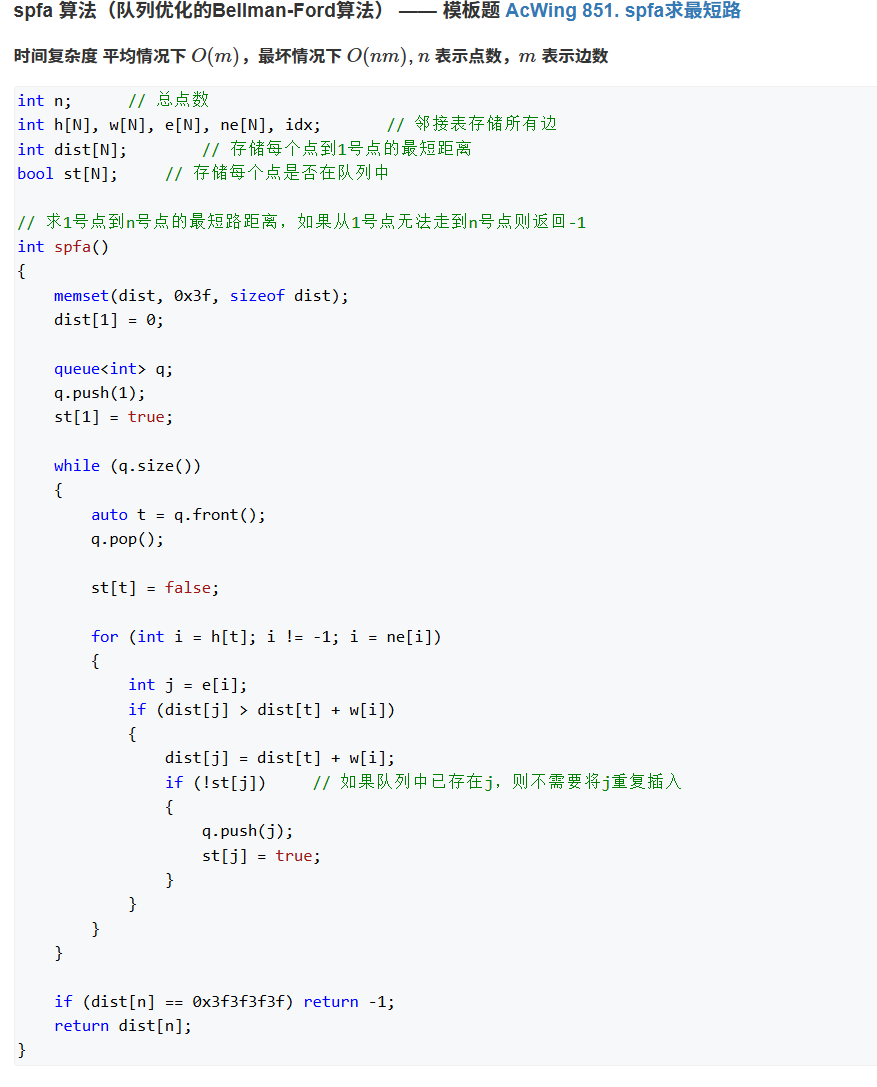 spfa 算法（队列优化的Bellman-Ford算法） —— 模板题 AcWing 851. spfa求最短路
时间复杂度 平均情况下 O(m)，最坏情况下 O(nm), n 表示点数，m 表示边数
int n;      // 总点数
int h[N], w[N], e[N], ne[N], idx;       // 邻接表存储所有边
int dist[N];        // 存储每个点到1号点的最短距离
bool st[N];     // 存储每个点是否在队列中

// 求1号点到n号点的最短路距离，如果从1号点无法走到n号点则返回-1
int spfa()
{
    memset(dist, 0x3f, sizeof dist);
    dist[1] = 0;

    queue<int> q;
    q.push(1);
    st[1] = true;

    while (q.size())
    {
        auto t = q.front();
        q.pop();

        st[t] = false;

        for (int i = h[t]; i != -1; i = ne[i])
        {
            int j = e[i];
            if (dist[j] > dist[t] + w[i])
            {
                dist[j] = dist[t] + w[i];
                if (!st[j])     // 如果队列中已存在j，则不需要将j重复插入
                {
                    q.push(j);
                    st[j] = true;
                }
            }
        }
    }

    if (dist[n] == 0x3f3f3f3f) return -1;
    return dist[n];
}